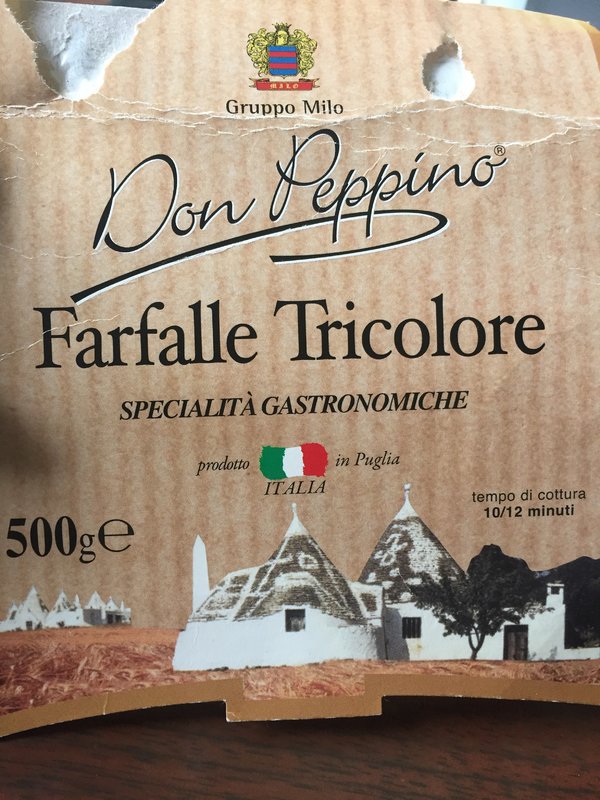 MILO
Gruppo Milo
Don Peppino®
Farfalle Tricolore
SPECIALITÀ GASTRONOMICHE
prodotto in Puglia
ITALIA
tempo di cottura
10/12 minuti
500g℮